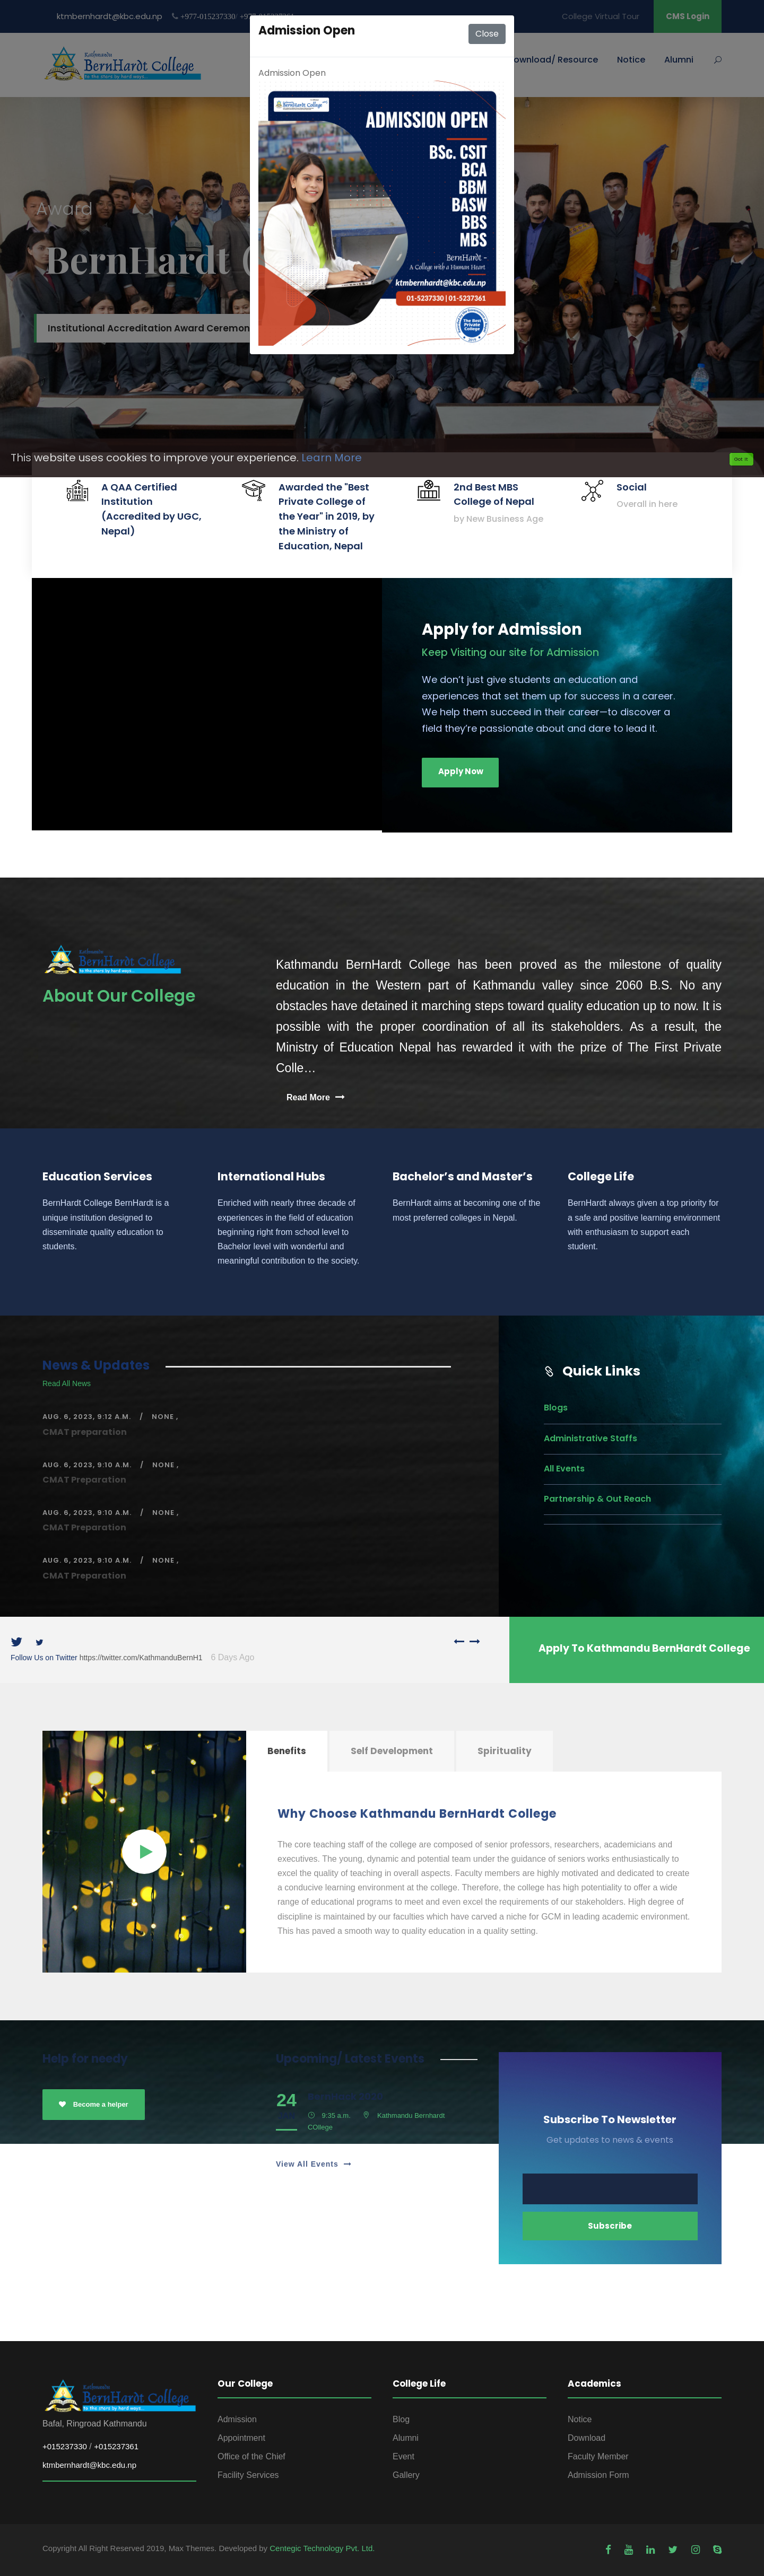 ktmbernhardt@kbc.edu.np
+977-015237330/
College Virtual Tour
CMS Login
Kathmandu
BernHardt College
to the stars by hard ways...
Download/ Resource
Notice
Alumni
Admission Open
Close
Admission Open
BernHardt College
ADMISSION OPEN
BSc. CSIT
BCA
BBM
BASW
BBS
MBS
BernHardt -
A College with a Human Heart
ktmbernhardt@kbc.edu.np
01-5237330 | 01-5237361
The Best
Private
College
Award
BernHardt (
Institutional Accreditation Award Ceremon
This website uses cookies to improve your experience. Learn More
Got it
A QAA Certified
Institution
(Accredited by UGC,
Nepal)
Awarded the "Best
Private College of
the Year" in 2019, by
the Ministry of
Education, Nepal
2nd Best MBS
College of Nepal
by New Business Age
Social
Overall in here
Apply for Admission
Keep Visiting our site for Admission
We don’t just give students an education and
experiences that set them up for success in a career.
We help them succeed in their career—to discover a
field they’re passionate about and dare to lead it.
Apply Now
Kathmandu
BernHardt College
to the stars by hard ways...
About Our College
Kathmandu BernHardt College has been proved as the milestone of quality
education in the Western part of Kathmandu valley since 2060 B.S. No any
obstacles have detained it marching steps toward quality education up to now. It is
possible with the proper coordination of all its stakeholders. As a result, the
Ministry of Education Nepal has rewarded it with the prize of The First Private
Colle…
Read More
Education Services
BernHardt College BernHardt is a
unique institution designed to
disseminate quality education to
students.
International Hubs
Enriched with nearly three decade of
experiences in the field of education
beginning right from school level to
Bachelor level with wonderful and
meaningful contribution to the society.
Bachelor’s and Master’s
BernHardt aims at becoming one of the
most preferred colleges in Nepal.
College Life
BernHardt always given a top priority for
a safe and positive learning environment
with enthusiasm to support each
student.
News & Updates
Read All News
AUG. 6, 2023, 9:12 A.M. / NONE ,
CMAT preparation
AUG. 6, 2023, 9:10 A.M. / NONE ,
CMAT Preparation
AUG. 6, 2023, 9:10 A.M. / NONE ,
CMAT Preparation
AUG. 6, 2023, 9:10 A.M. / NONE ,
CMAT Preparation
Quick Links
Blogs
Administrative Staffs
All Events
Partnership & Out Reach
Follow Us on Twitter https://twitter.com/KathmanduBernH1 6 Days Ago
Apply To Kathmandu BernHardt College
Benefits
Self Development
Spirituality
Why Choose Kathmandu BernHardt College
The core teaching staff of the college are composed of senior professors, researchers, academicians and
executives. The young, dynamic and potential team under the guidance of seniors works enthusiastically to
excel the quality of teaching in overall aspects. Faculty members are highly motivated and dedicated to create
a conducive learning environment at the college. Therefore, the college has high potentiality to offer a wide
range of educational programs to meet and even excel the requirements of our stakeholders. High degree of
discipline is maintained by our faculties which have carved a niche for GCM in leading academic environment.
This has paved a smooth way to quality education in a quality setting.
Help for needy
Become a helper
Upcoming/ Latest Events
24
9:35 a.m.
Kathmandu Bernhardt
COllege
View All Events
Subscribe To Newsletter
Get updates to news & events
Subscribe
Kathmandu
BernHardt College
to the stars by hard ways...
Bafal, Ringroad Kathmandu
+015237330 / +015237361
ktmbernhardt@kbc.edu.np
Our College
Admission
Appointment
Office of the Chief
Facility Services
College Life
Blog
Alumni
Event
Gallery
Academics
Notice
Download
Faculty Member
Admission Form
Copyright All Right Reserved 2019, Max Themes. Developed by Centegic Technology Pvt. Ltd.